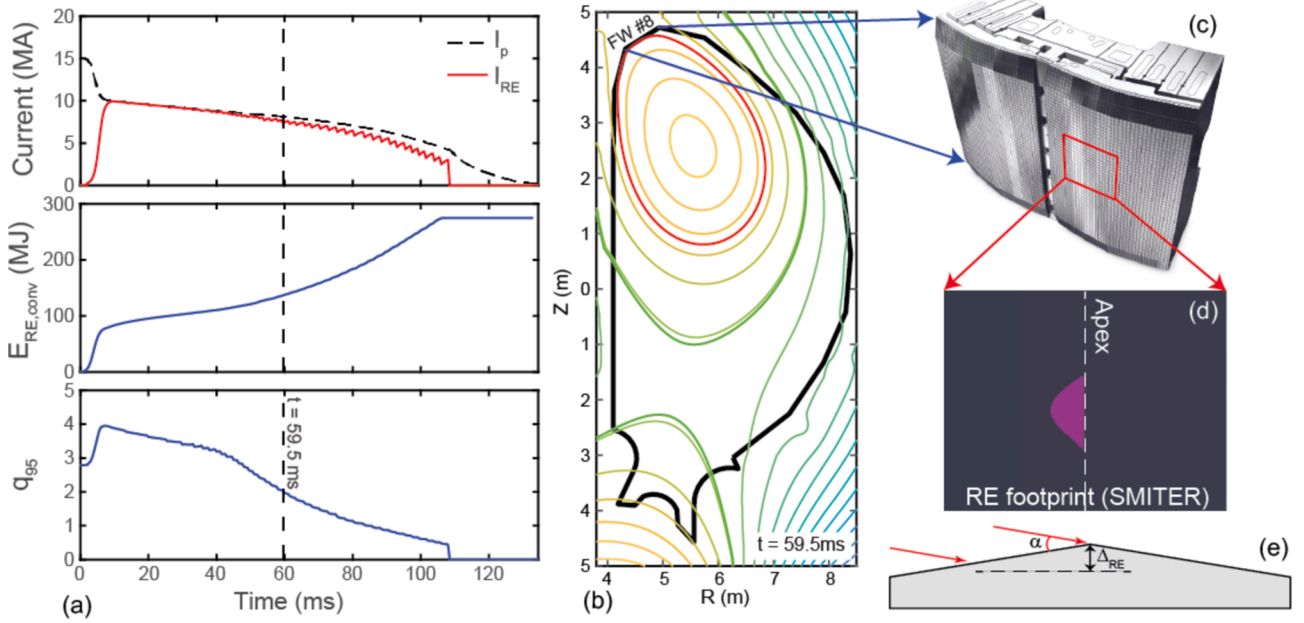 20
15
10
5
0
Current (MA)
I_p
I_RE
300
200
100
0
E_RE,conv (MJ)
5
4
3
2
1
0
q_95
t = 59.5ms
0 20 40 60 80 100 120
(a) Time (ms)
FW #8
5
4
3
2
1
0
1
2
3
4
5
Z (m)
t = 59.5ms
4 5 6 7 8
(b) R (m)
(c)
(d)
Apex
RE footprint (SMITER)
(e)
α
Δ_RE